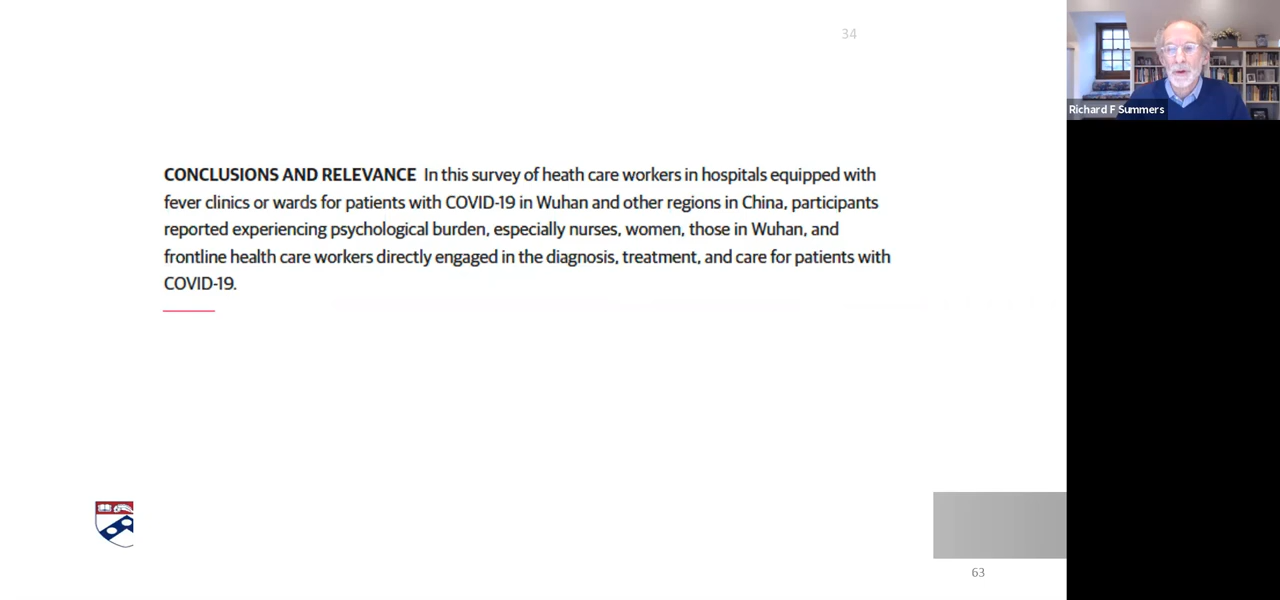 34
CONCLUSIONS AND RELEVANCE In this survey of heath care workers in hospitals equipped with
fever clinics or wards for patients with COVID-19 in Wuhan and other regions in China, participants
reported experiencing psychological burden, especially nurses, women, those in Wuhan, and
frontline health care workers directly engaged in the diagnosis, treatment, and care for patients with
COVID-19.
63
Richard F Summers